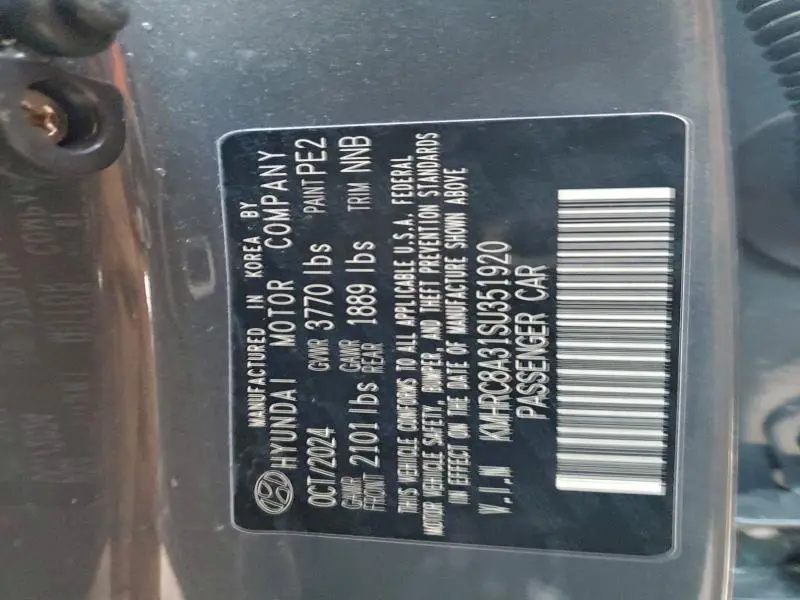 MANUFACTURED IN KOREA BY
HYUNDAI MOTOR COMPANY
OCT/2024 GVWR 3770 lbs PAINT PE2
GAWR FRONT 2101 lbs GAWR REAR 1889 lbs TRIM NNB
THIS VEHICLE CONFORMS TO ALL APPLICABLE U.S.A. FEDERAL
MOTOR VEHICLE SAFETY, BUMPER, AND THEFT PREVENTION STANDARDS
IN EFFECT ON THE DATE OF MANUFACTURE SHOWN ABOVE
V.I.N KMHRC8A31SU351920
PASSENGER CAR